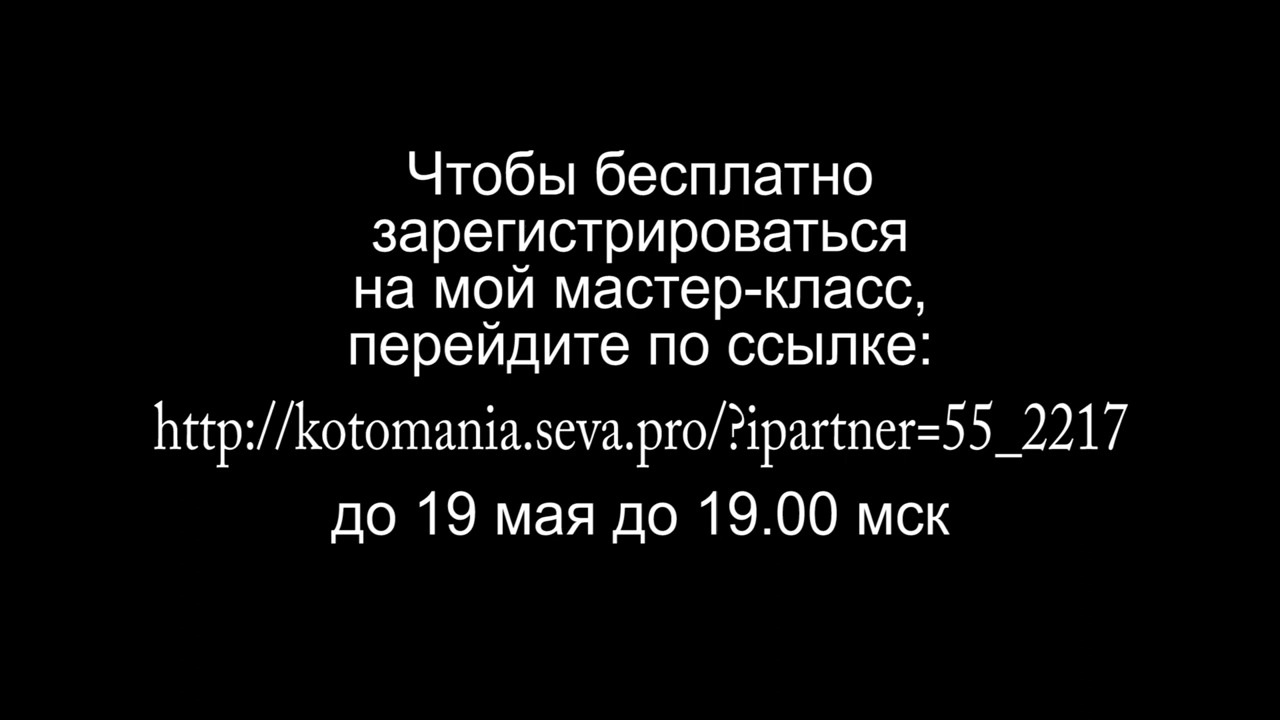 Чтобы бесплатно
зарегистрироваться
на мой мастер-класс,
перейдите по ссылке:
http://kotomania.seva.pro/?ipartner=55_2217
до 19 мая до 19.00 мск